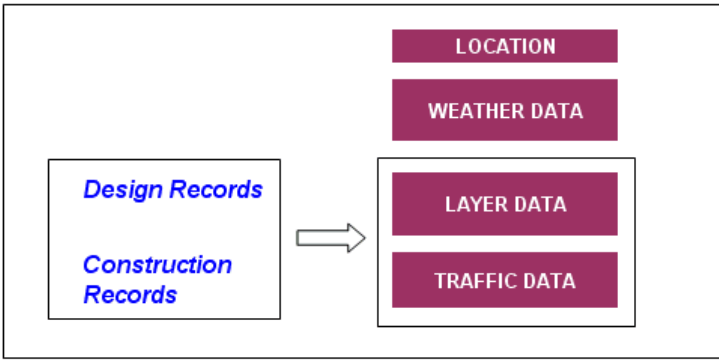 LOCATION
WEATHER DATA
Design Records
Construction
Records
LAYER DATA
TRAFFIC DATA